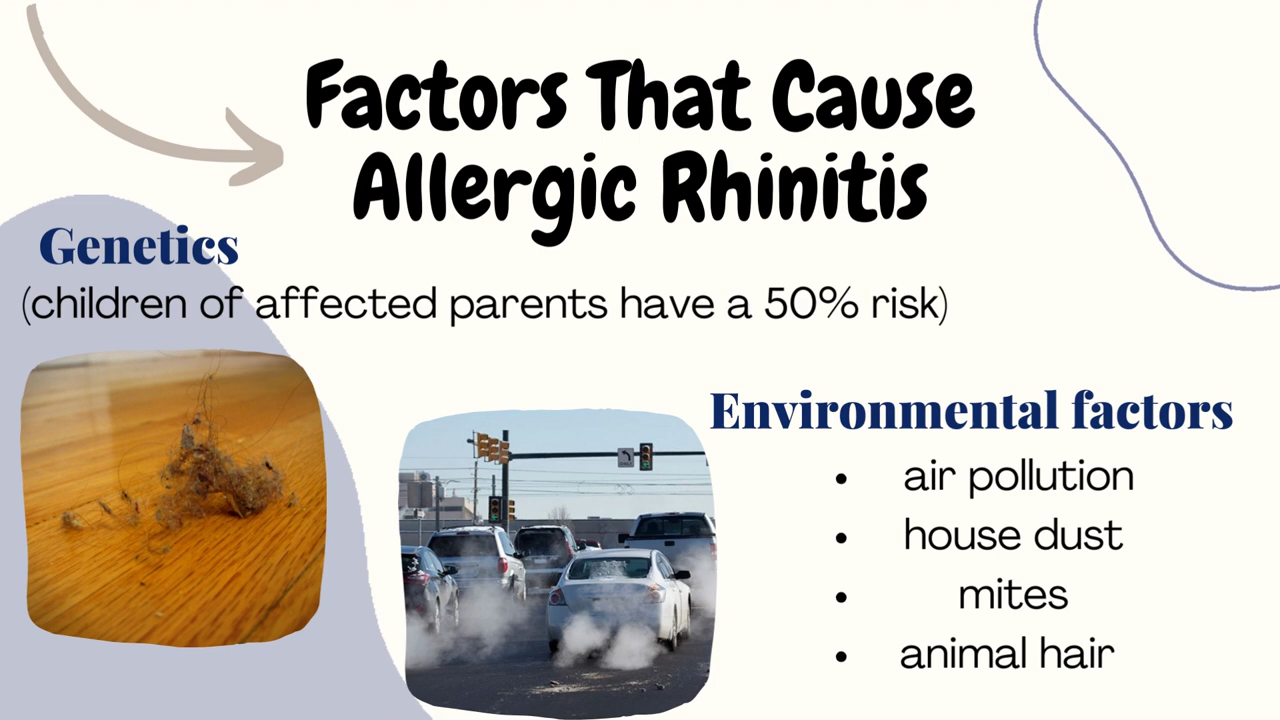 Factors That Cause
Allergic Rhinitis
Genetics
(children of affected parents have a 50% risk)
Environmental factors
• air pollution
• house dust
• mites
• animal hair